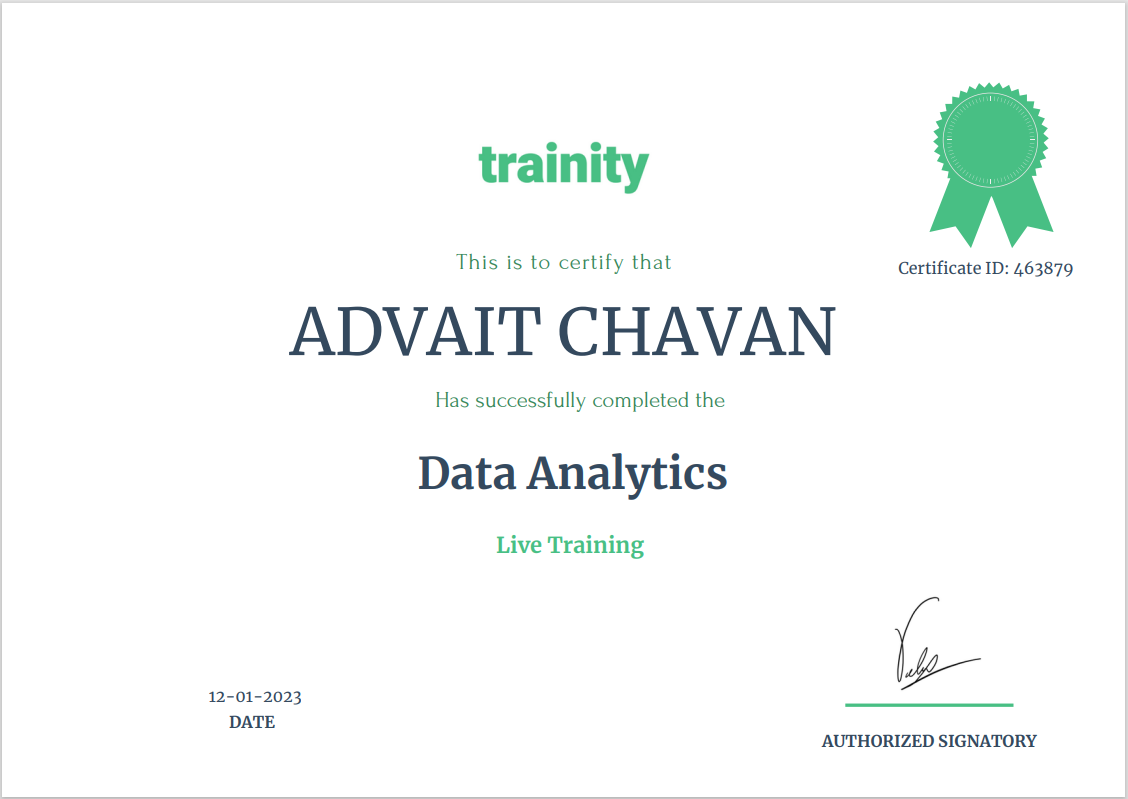 trainity
Certificate ID: 463879
This is to certify that
ADVAIT CHAVAN
Has successfully completed the
Data Analytics
Live Training
12-01-2023
DATE
AUTHORIZED SIGNATORY